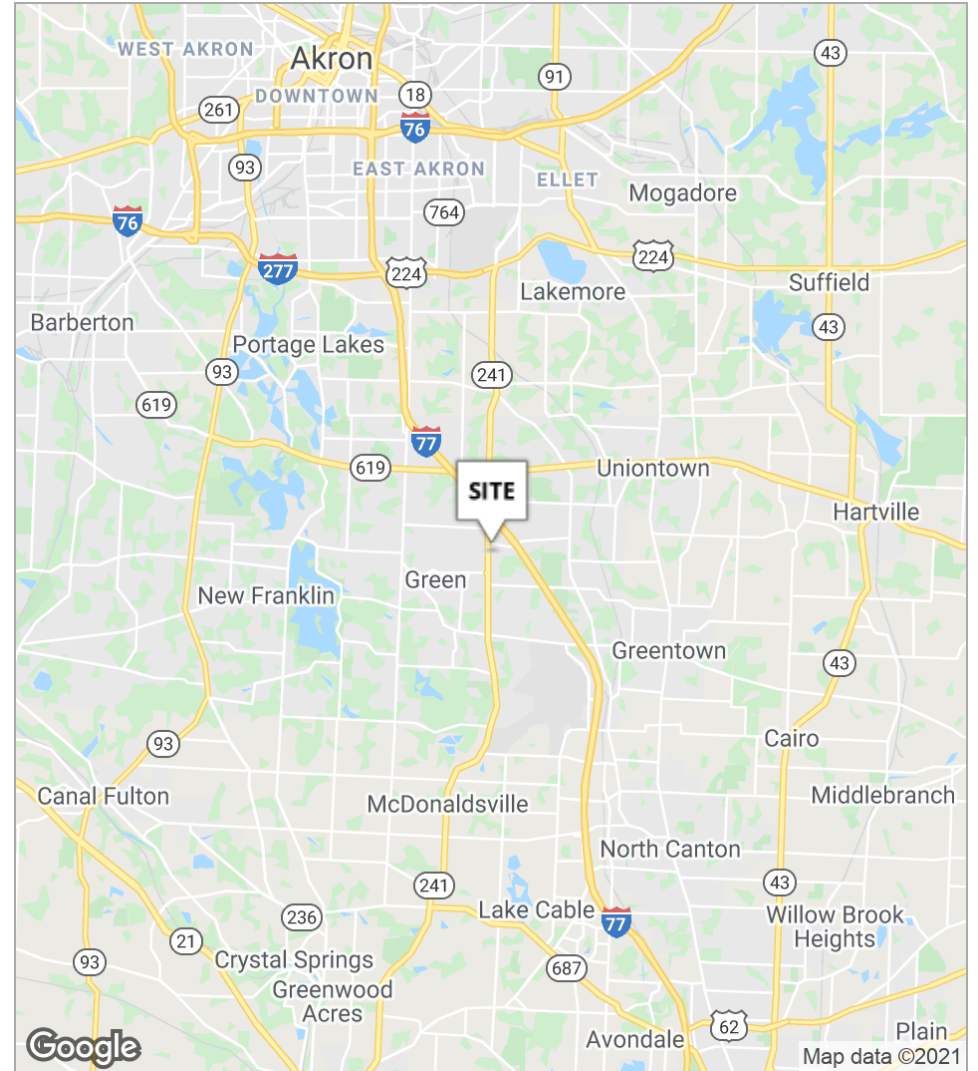 WEST AKRON
Akron
43
91
DOWNTOWN
18
261
76
EAST AKRON
93
ELLET
Mogadore
764
76
224
277
224
Suffield
Lakemore
Barberton
43
Portage Lakes
93
241
619
77
619
Uniontown
SITE
Hartville
Green
New Franklin
Greentown
43
93
Cairo
Canal Fulton
McDonaldsville
Middlebranch
North Canton
241
43
Lake Cable
236
77
Willow Brook
Heights
21
93
Crystal Springs
687
Greenwood
Acres
62
Avondale
Plain
Google
Map data ©2021